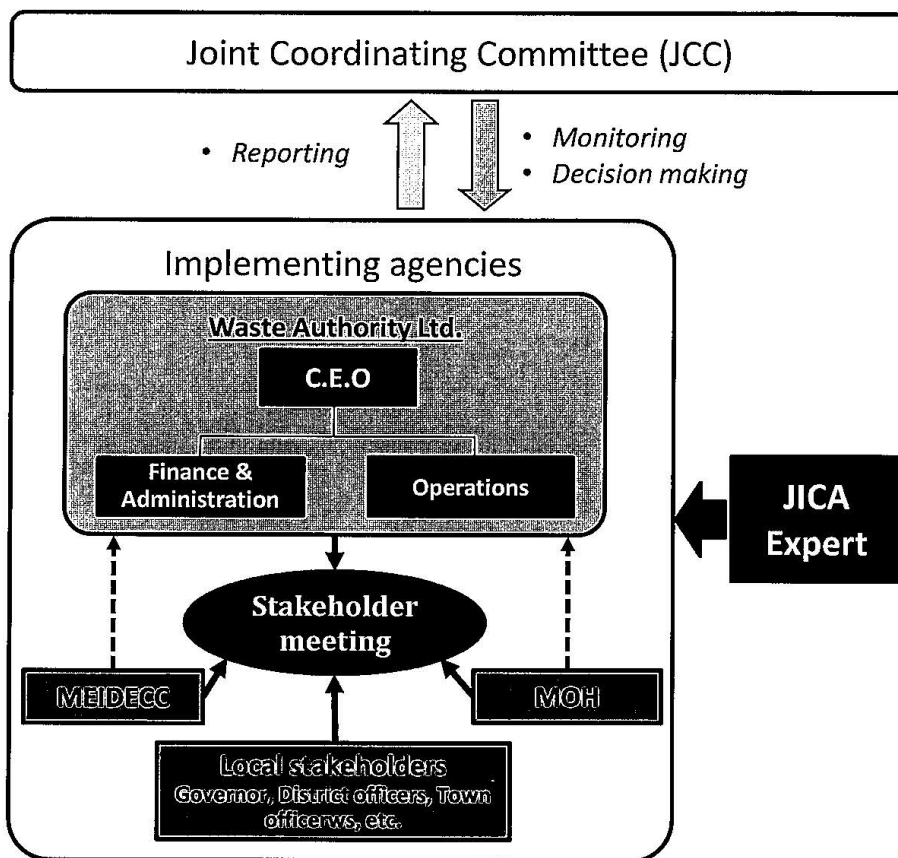 Joint Coordinating Committee (JCC)
• Reporting
• Monitoring
• Decision making
Implementing agencies
Waste Authority Ltd.
C.E.O
Finance &
Administration
Operations
JICA
Expert
Stakeholder
meeting
MEIDECC
MOH
Local stakeholders
Governor, District officers, Town
officerws, etc.